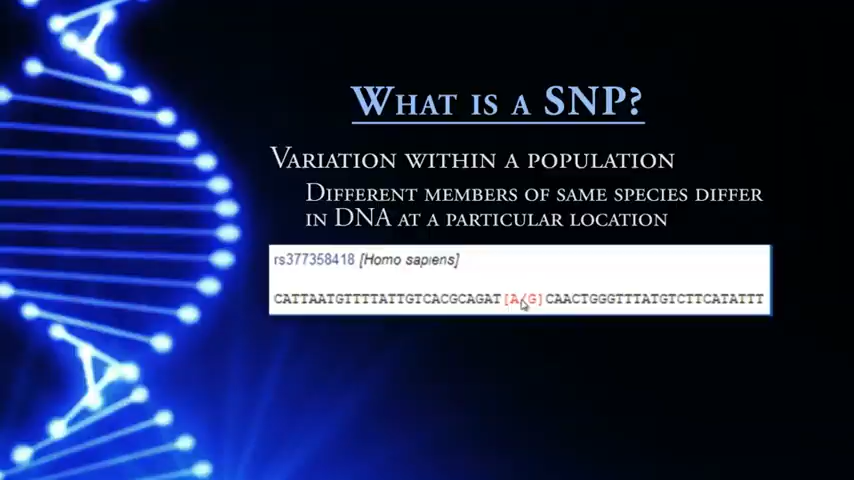 What is a SNP?
Variation within a population
Different members of same species differ
in DNA at a particular location
rs377358418 [Homo sapiens]
CATTAATGTTTTATTGTCACGCAGAT[A/G]CAACTGGGTTTATGTCTTCATATTT